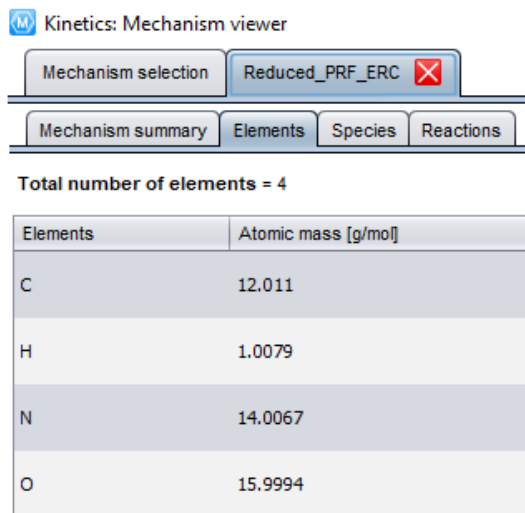 M Kinetics: Mechanism viewer
Mechanism selection Reduced_PRF_ERC
Mechanism summary Elements Species Reactions
Total number of elements = 4
Elements Atomic mass [g/mol]
C 12.011
H 1.0079
N 14.0067
O 15.9994